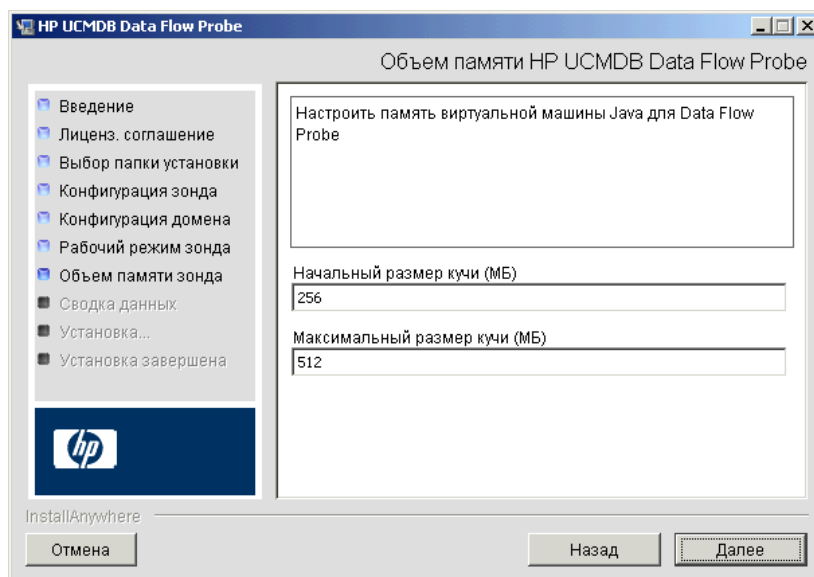 HP UCMDB Data Flow Probe
Объем памяти HP UCMDB Data Flow Probe
Введение
Лиценз. соглашение
Выбор папки установки
Конфигурация зонда
Конфигурация домена
Рабочий режим зонда
Объем памяти зонда
Сводка данных
Установка...
Установка завершена
Настроить память виртуальной машины Java для Data Flow
Probe
Начальный размер кучи (МБ)
256
Максимальный размер кучи (МБ)
512
hp
InstallAnywhere
Отмена
Назад
Далее